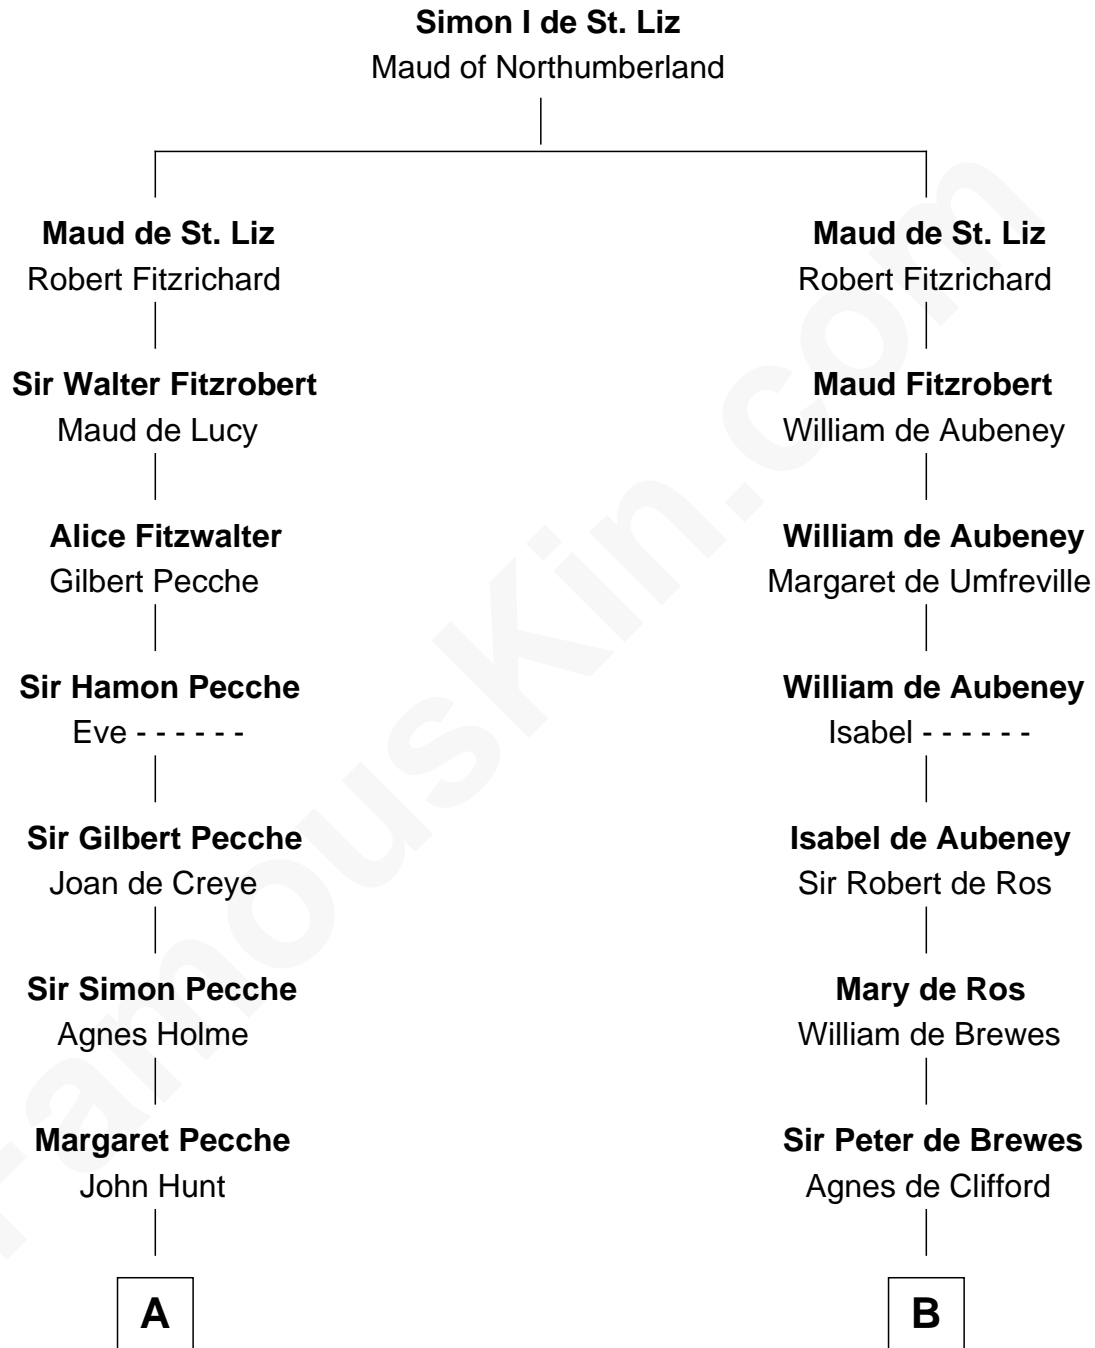 Simon I de St. Liz
Maud of Northumberland
Maud de St. Liz
Robert Fitzrichard
Maud de St. Liz
Robert Fitzrichard
Sir Walter Fitzrobert
Maud de Lucy
Maud Fitzrobert
William de Aubeney
Alice Fitzwalter
Gilbert Pecche
William de Aubeney
Margaret de Umfreville
Sir Hamon Pecche
Eve - - - - - -
William de Aubeney
Isabel - - - - - -
Sir Gilbert Pecche
Joan de Creye
Isabel de Aubeney
Sir Robert de Ros
Sir Simon Pecche
Agnes Holme
Mary de Ros
William de Brewes
Margaret Pecche
John Hunt
Sir Peter de Brewes
Agnes de Clifford
A
B
FamousKin.com